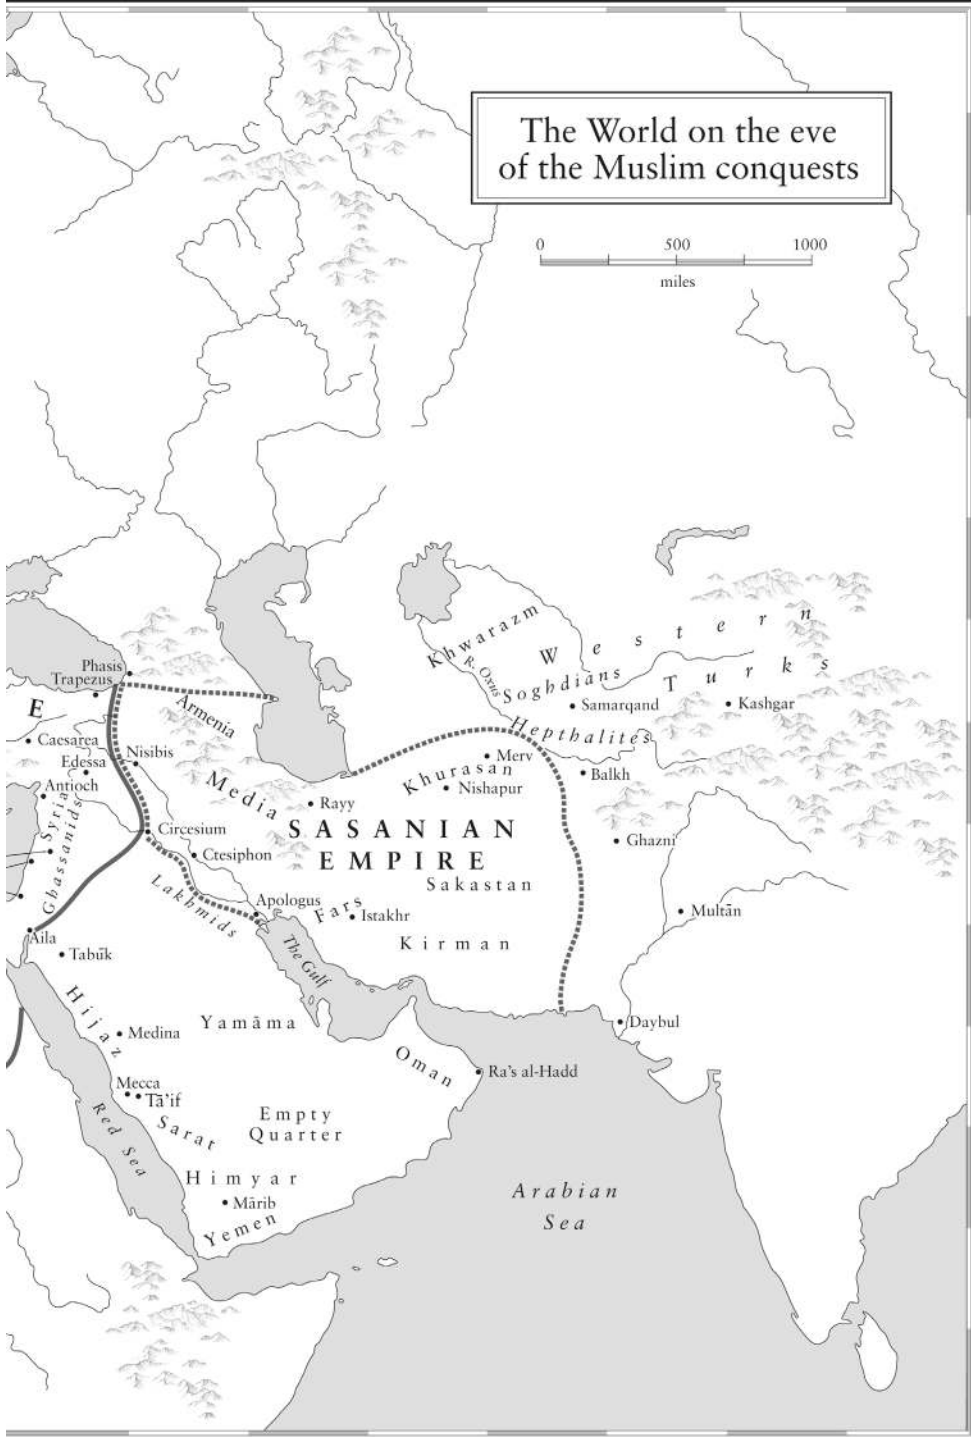 The World on the eve
of the Muslim conquests
0 500 1000
miles
Khwarazm
R. Oxus
Western
Turks
Soghdians
Samarqand
Kashgar
Hepthalites
Phasis
Trapezus
E
Armenia
Caesarea
Nisibis
Edessa
Antioch
Syria
Ghassanids
Media
Rayy
Merv
Khurasan
Nishapur
Balkh
Circesium
Ctesiphon
SASANIAN
EMPIRE
Ghazni
Sakastan
Lakhmids
Apologus
Fars
Istakhr
Multān
Kirman
Aila
Tabūk
The Gulf
Hijaz
Yamāma
Medina
Daybul
Oman
Ra's al-Hadd
Mecca
Tā'if
Sarat
Red Sea
Empty
Quarter
Himyar
Mārib
Yemen
Arabian
Sea